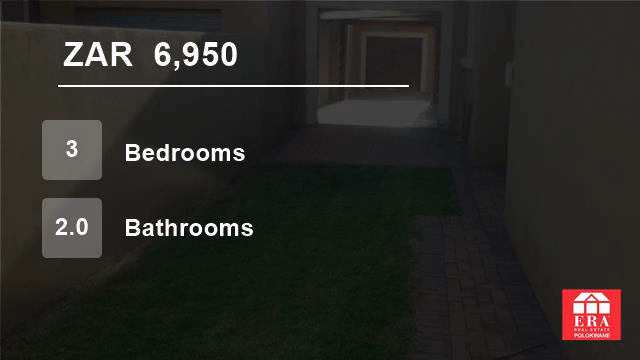 ZAR 6,950
3 Bedrooms
2.0 Bathrooms
ERA
REAL ESTATE
POLOKWANE